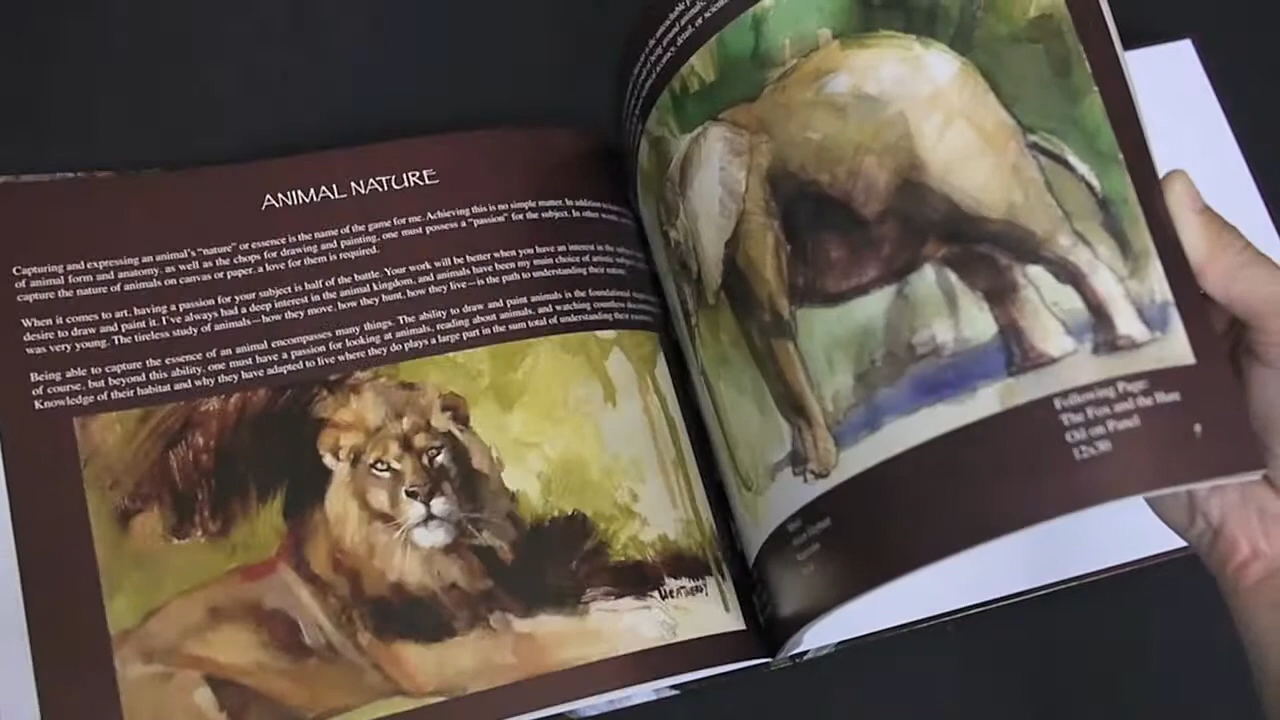 ANIMAL NATURE
Capturing and expressing an animal's “nature” or essence is the name of the game for me. Achieving this is no simple matter. In addition
of animal form and anatomy, as well as the chops for drawing and painting, one must possess a “passion” for the subject. In other
capture the nature of animals on canvas or paper, a love for them is required.
When it comes to art, having a passion for your subject is half of the battle. Your work will be better when you have an interest in the
desire to draw and paint it. I've always had a deep interest in the animal kingdom, and animals have been my main choice of artistic
was very young. The tireless study of animals—how they move, how they hunt, how they live—is the path to understanding their nature.
Being able to capture the essence of an animal encompasses many things. The ability to draw and paint animals is the foundational
of course, but beyond this ability, one must have a passion for looking at animals, reading about animals, and watching countless
Knowledge of their habitat and why they have adapted to live where they do plays a large part in the sum total of understanding their
WEATHERLY
Following Page:
The Fox and the Hare
Oil on Panel
12x30